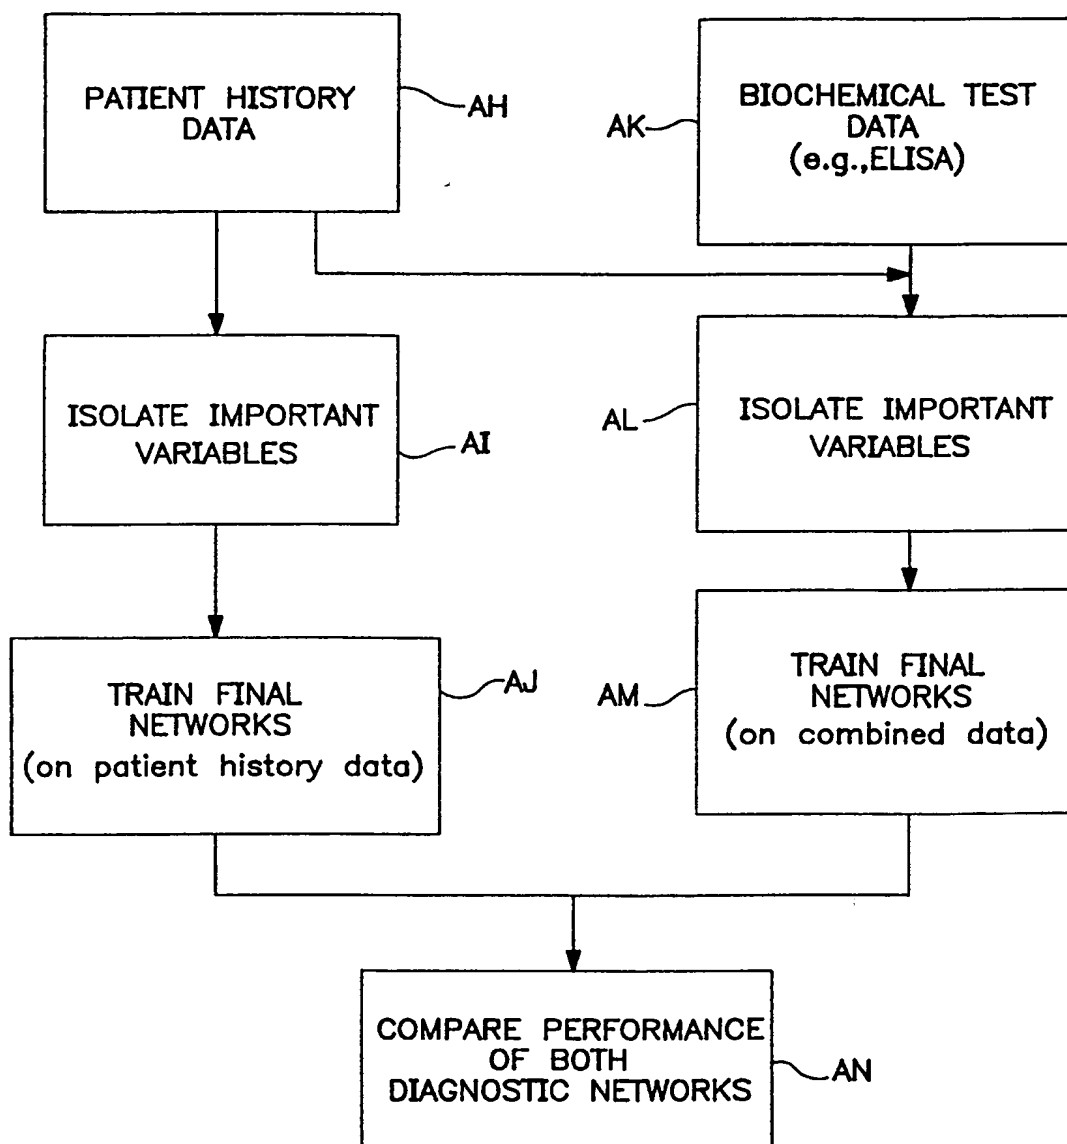 PATIENT HISTORY
DATA
AH
AK
BIOCHEMICAL TEST
DATA
(e.g.,ELISA)
ISOLATE IMPORTANT
VARIABLES
AI
AL
ISOLATE IMPORTANT
VARIABLES
TRAIN FINAL
NETWORKS
(on patient history data)
AJ
AM
TRAIN FINAL
NETWORKS
(on combined data)
COMPARE PERFORMANCE
OF BOTH
DIAGNOSTIC NETWORKS
AN